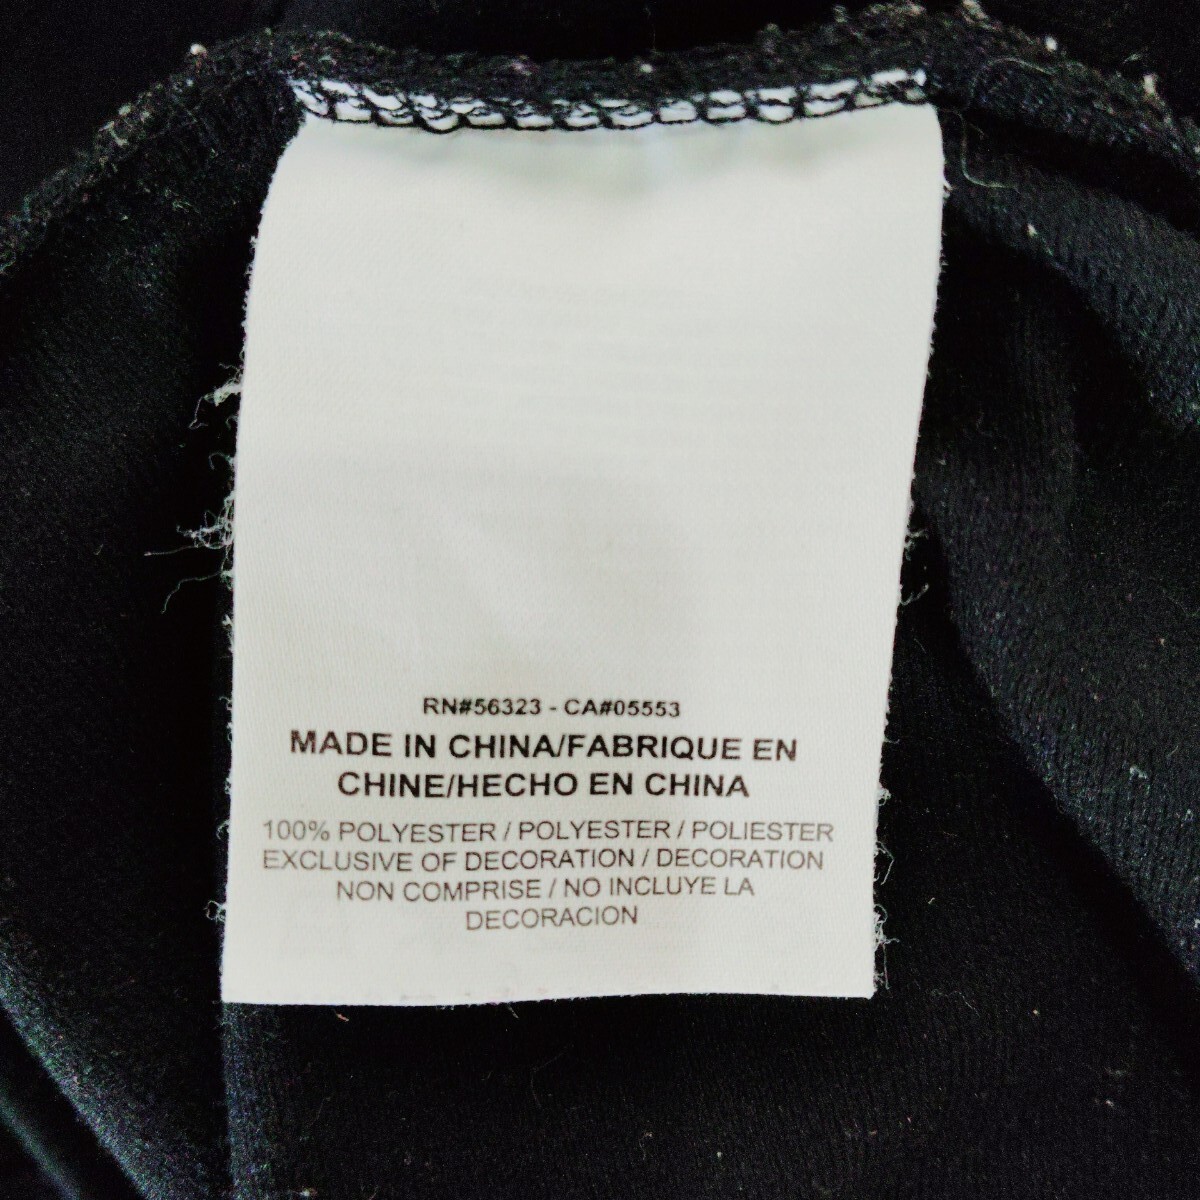 RN#56323 - CA#05553
MADE IN CHINA/FABRIQUE EN
CHINE/HECHO EN CHINA
100% POLYESTER / POLYESTER / POLIESTER
EXCLUSIVE OF DECORATION / DECORATION
NON COMPRISE / NO INCLUYE LA
DECORACION